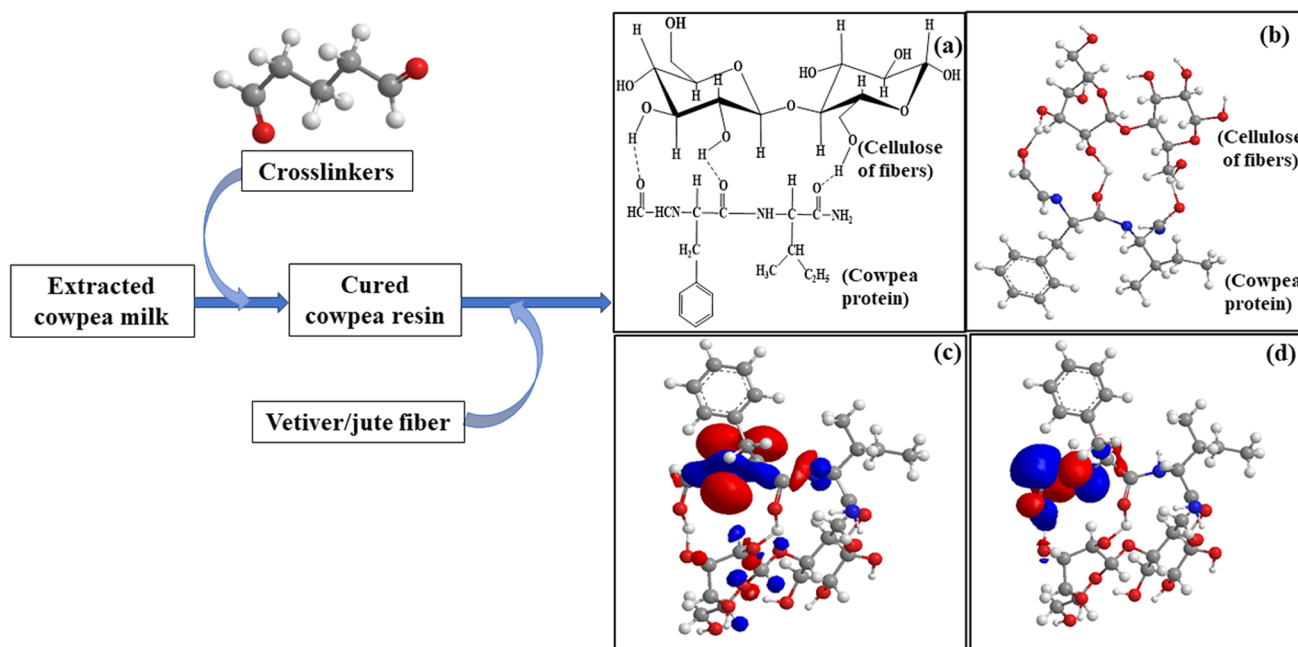 Crosslinkers
Extracted
cowpea milk
Cured
cowpea resin
Vetiver/jute fiber
(a)
OH
H
HO
H
H
O
H
OH
H
HO
H
O
H
H
H
O
HO
OH
H
O
OH
H
H
H
O
H
H
O
H
O
H
O
(Cellulose
of fibers)
O
H
O
O
HC
HCN
C
C
NH
C
C
NH2
H2C
CH
H3C
C2H5
(Cowpea
protein)
(b)
(Cellulose
of fibers)
(Cowpea
protein)
(c)
(d)